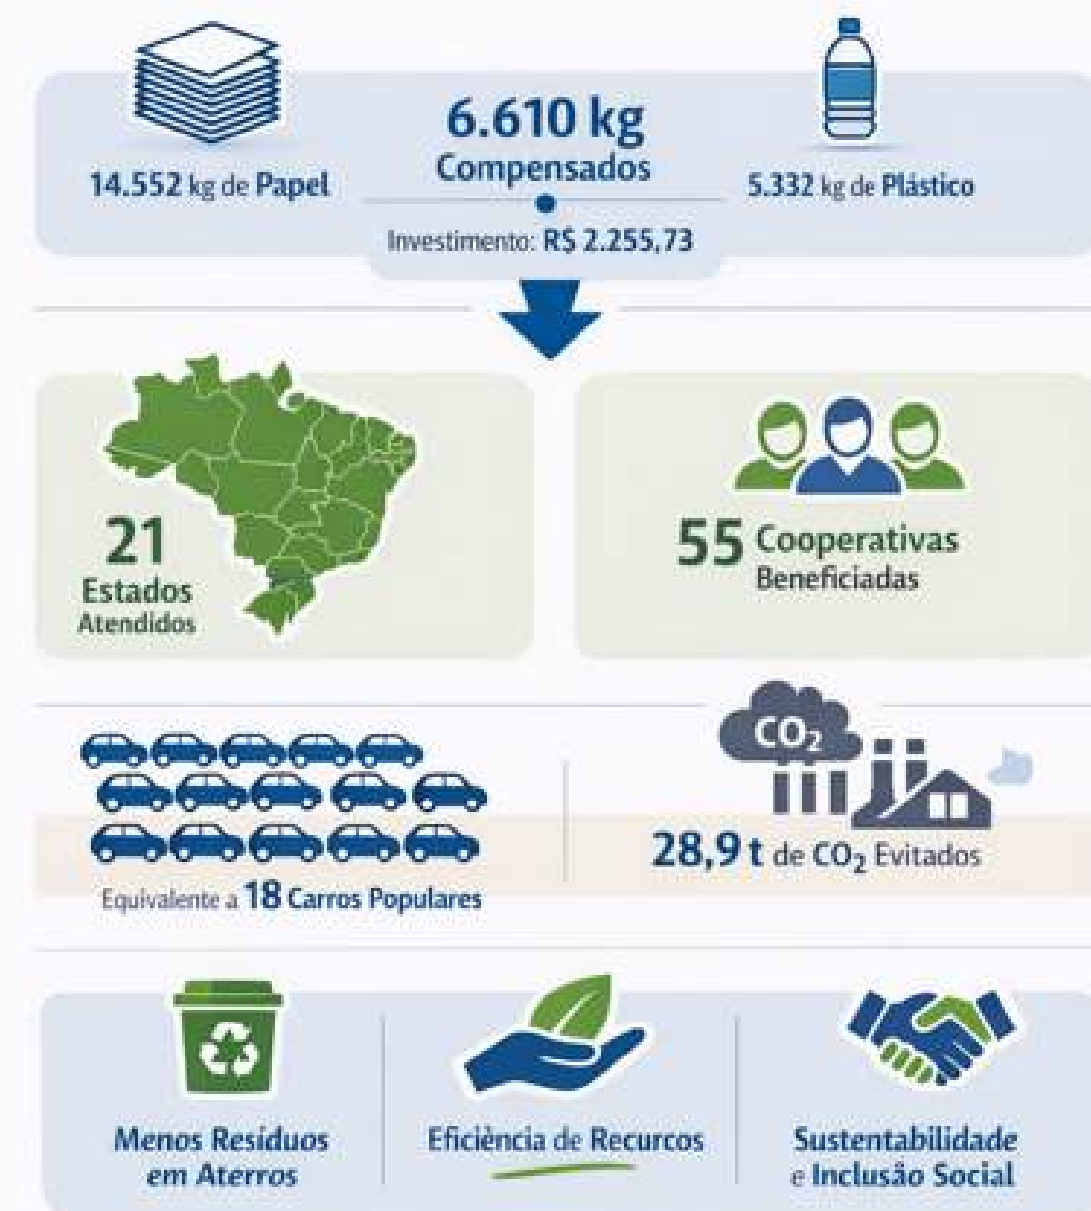 6.610 kg
Compensados
14.552 kg de Papel
5.332 kg de Plástico
Investimento: R$ 2.255,73
21
Estados
Atendidos
55 Cooperativas
Beneficiadas
CO₂
Equivalente a 18 Carros Populares
28,9 t de CO₂ Evitados
Menos Resíduos
em Aterros
Eficiência de Recurcos
Sustentabilidade
e Inclusão Social